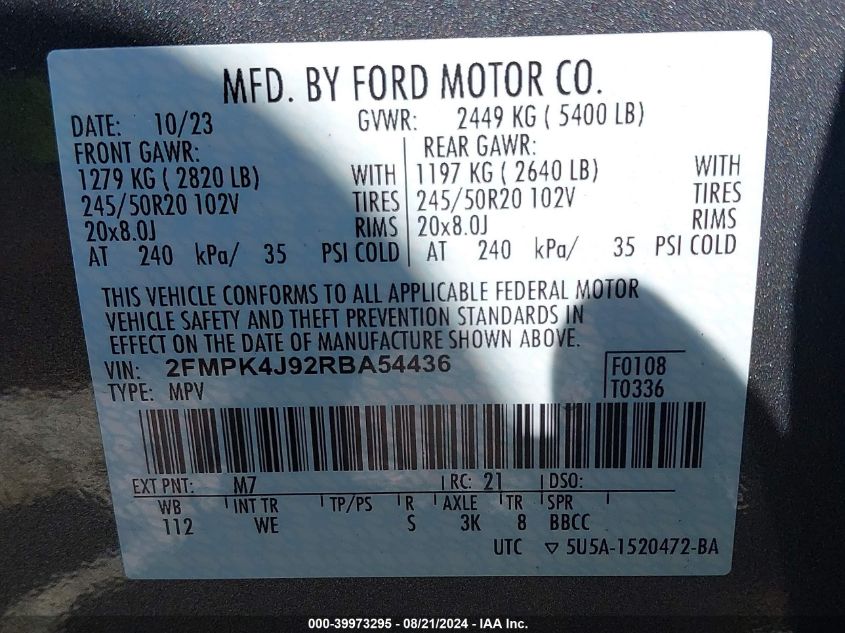 MFD. BY FORD MOTOR CO.
DATE: 10/23 GVWR: 2449 KG ( 5400 LB)
FRONT GAWR: REAR GAWR:
1279 KG ( 2820 LB) WITH 1197 KG ( 2640 LB) WITH
245/50R20 102V TIRES 245/50R20 102V TIRES
20x8.0J RIMS 20x8.0J RIMS
AT 240 kPa/ 35 PSI COLD AT 240 kPa/ 35 PSI COLD
THIS VEHICLE CONFORMS TO ALL APPLICABLE FEDERAL MOTOR
VEHICLE SAFETY AND THEFT PREVENTION STANDARDS IN
EFFECT ON THE DATE OF MANUFACTURE SHOWN ABOVE.
VIN: 2FMPK4J92RBA54436 F0108
TYPE: MPV T0336
EXT PNT: M7 RC: 21 DSO:
WB INT TR TP/PS R AXLE TR SPR
112 WE S 3K 8 BBCC
UTC ▽ 5U5A-1520472-BA
000-39973295 - 08/21/2024 - IAA, Inc.